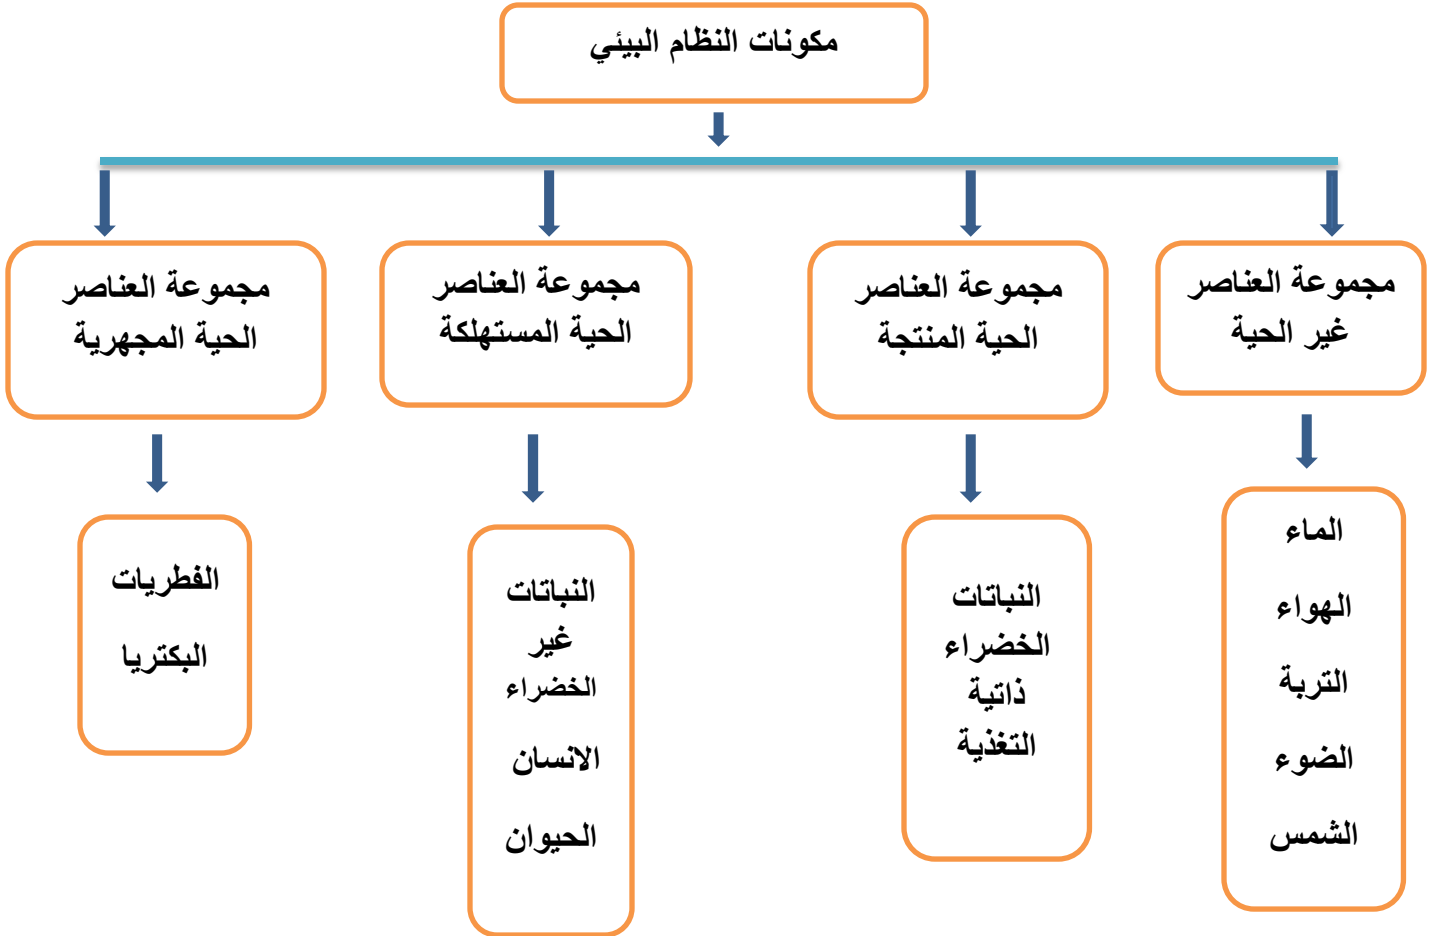 مكونات النظام البيئي
مجموعة العناصر
غير الحية
مجموعة العناصر
الحية المنتجة
مجموعة العناصر
الحية المستهلكة
مجموعة العناصر
الحية المجهرية
الماء
الهواء
التربة
الضوء
الشمس
النباتات
الخضراء
ذاتية
التغذية
النباتات
غير
الخضراء
الانسان
الحيوان
الفطريات
البكتريا